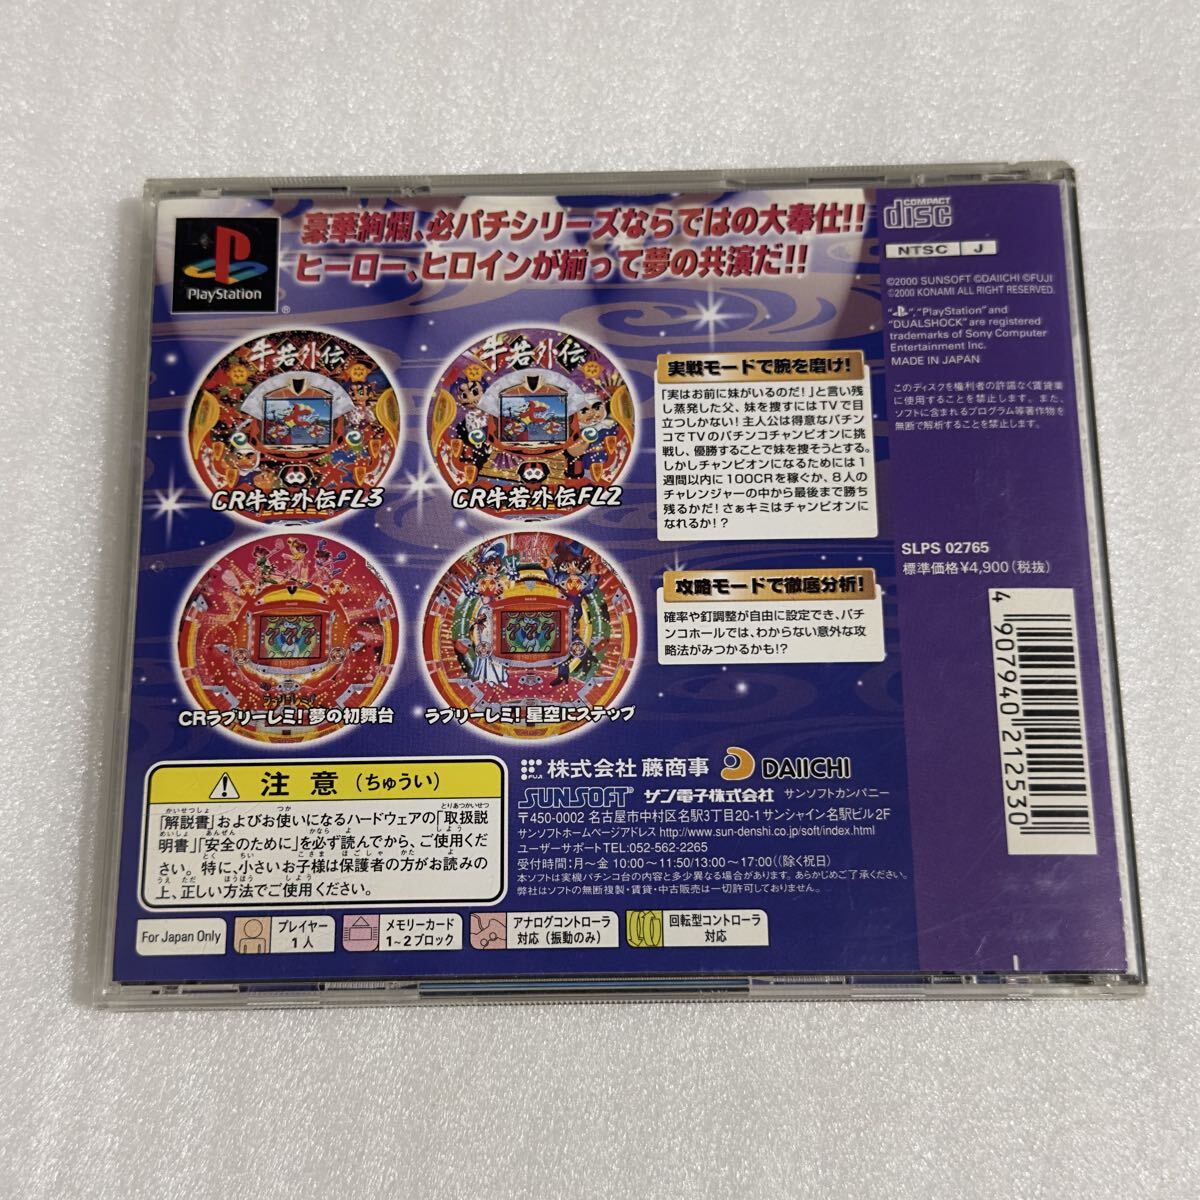 豪華絢爛、必パチシリーズならではの大奉仕!!
ヒーロー、ヒロインが揃って夢の共演だ!!
PlayStation
®
COMPACT
disc
NTSC J
©2000 SUNSOFT ©DAIICHI ©FUJI
©2000 KONAMI ALL RIGHT RESERVED.
" ", "PlayStation" and
"DUALSHOCK" are registered
trademarks of Sony Computer
Entertainment Inc.
MADE IN JAPAN
このディスクを権利者の許諾なく賃貸業
に使用することを禁止します。また、
ソフトに含まれるプログラム等著作物を
無断で解析することを禁止します。
SLPS 02765
標準価格¥4,900(税抜)
4 907940 212530
牛若外伝
CR牛若外伝FL3
牛若外伝
CR牛若外伝FL2
777
CRラブリーレミ!夢の初舞台
777
ラブリーレミ!星空にステップ
実戦モードで腕を磨け!
「実はお前に妹がいるのだ!」と言い残
し蒸発した父、妹を捜すにはTVで目
立つしかない!主人公は得意なパチン
コでTVのパチンコチャンピオンに挑
戦し、優勝することで妹を捜そうとする。
しかしチャンピオンになるためには1
週間以内に100CRを稼ぐか、8人の
チャレンジャーの中から最後まで勝ち
残るかだ!さぁキミはチャンピオンに
なれるか!?
攻略モードで徹底分析!
確率や釘調整が自由に設定でき、パチ
ンコホールでは、わからない意外な攻
略法がみつかるかも!?
注意(ちゅうい)
「解説書」およびお使いになるハードウェアの「取扱説
明書」「安全のために」を必ず読んでから、ご使用くだ
さい。特に、小さいお子様は保護者の方がお読みの
上、正しい方法でご使用ください。
FUJI 株式会社 藤商事 DAIICHI
SUNSOFT® サン電子株式会社 サンソフトカンパニー
〒450-0002 名古屋市中村区名駅3丁目20-1サンシャイン名駅ビル2F
サンソフトホームページアドレス http://www.sun-denshi.co.jp/soft/index.html
ユーザーサポートTEL:052-562-2265
受付時間:月〜金 10:00〜11:50/13:00〜17:00((除く祝日)
本ソフトは実機パチンコ台の内容と多少異なる場合があります。あらかじめご了承ください。
弊社はソフトの無断複製・賃貸・中古販売は一切許可しておりません。
For Japan Only
プレイヤー
1人
メモリーカード
1〜2ブロック
アナログコントローラ
対応(振動のみ)
回転型コントローラ
対応